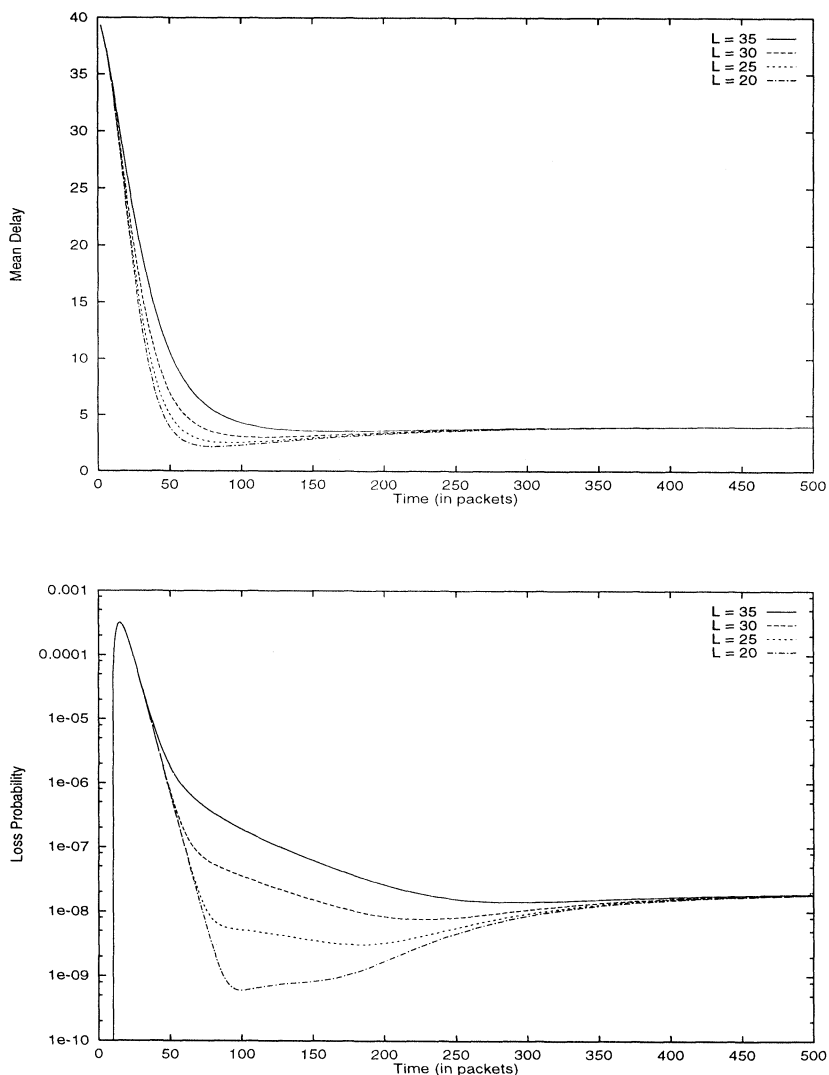 40
35
30
25
20
15
10
5
0
Mean Delay
L = 35
L = 30
L = 25
L = 20
0 50 100 150 200 250 300 350 400 450 500
Time (in packets)
0.001
0.0001
1e-05
1e-06
1e-07
1e-08
1e-09
1e-10
Loss Probability
L = 35
L = 30
L = 25
L = 20
0 50 100 150 200 250 300 350 400 450 500
Time (in packets)